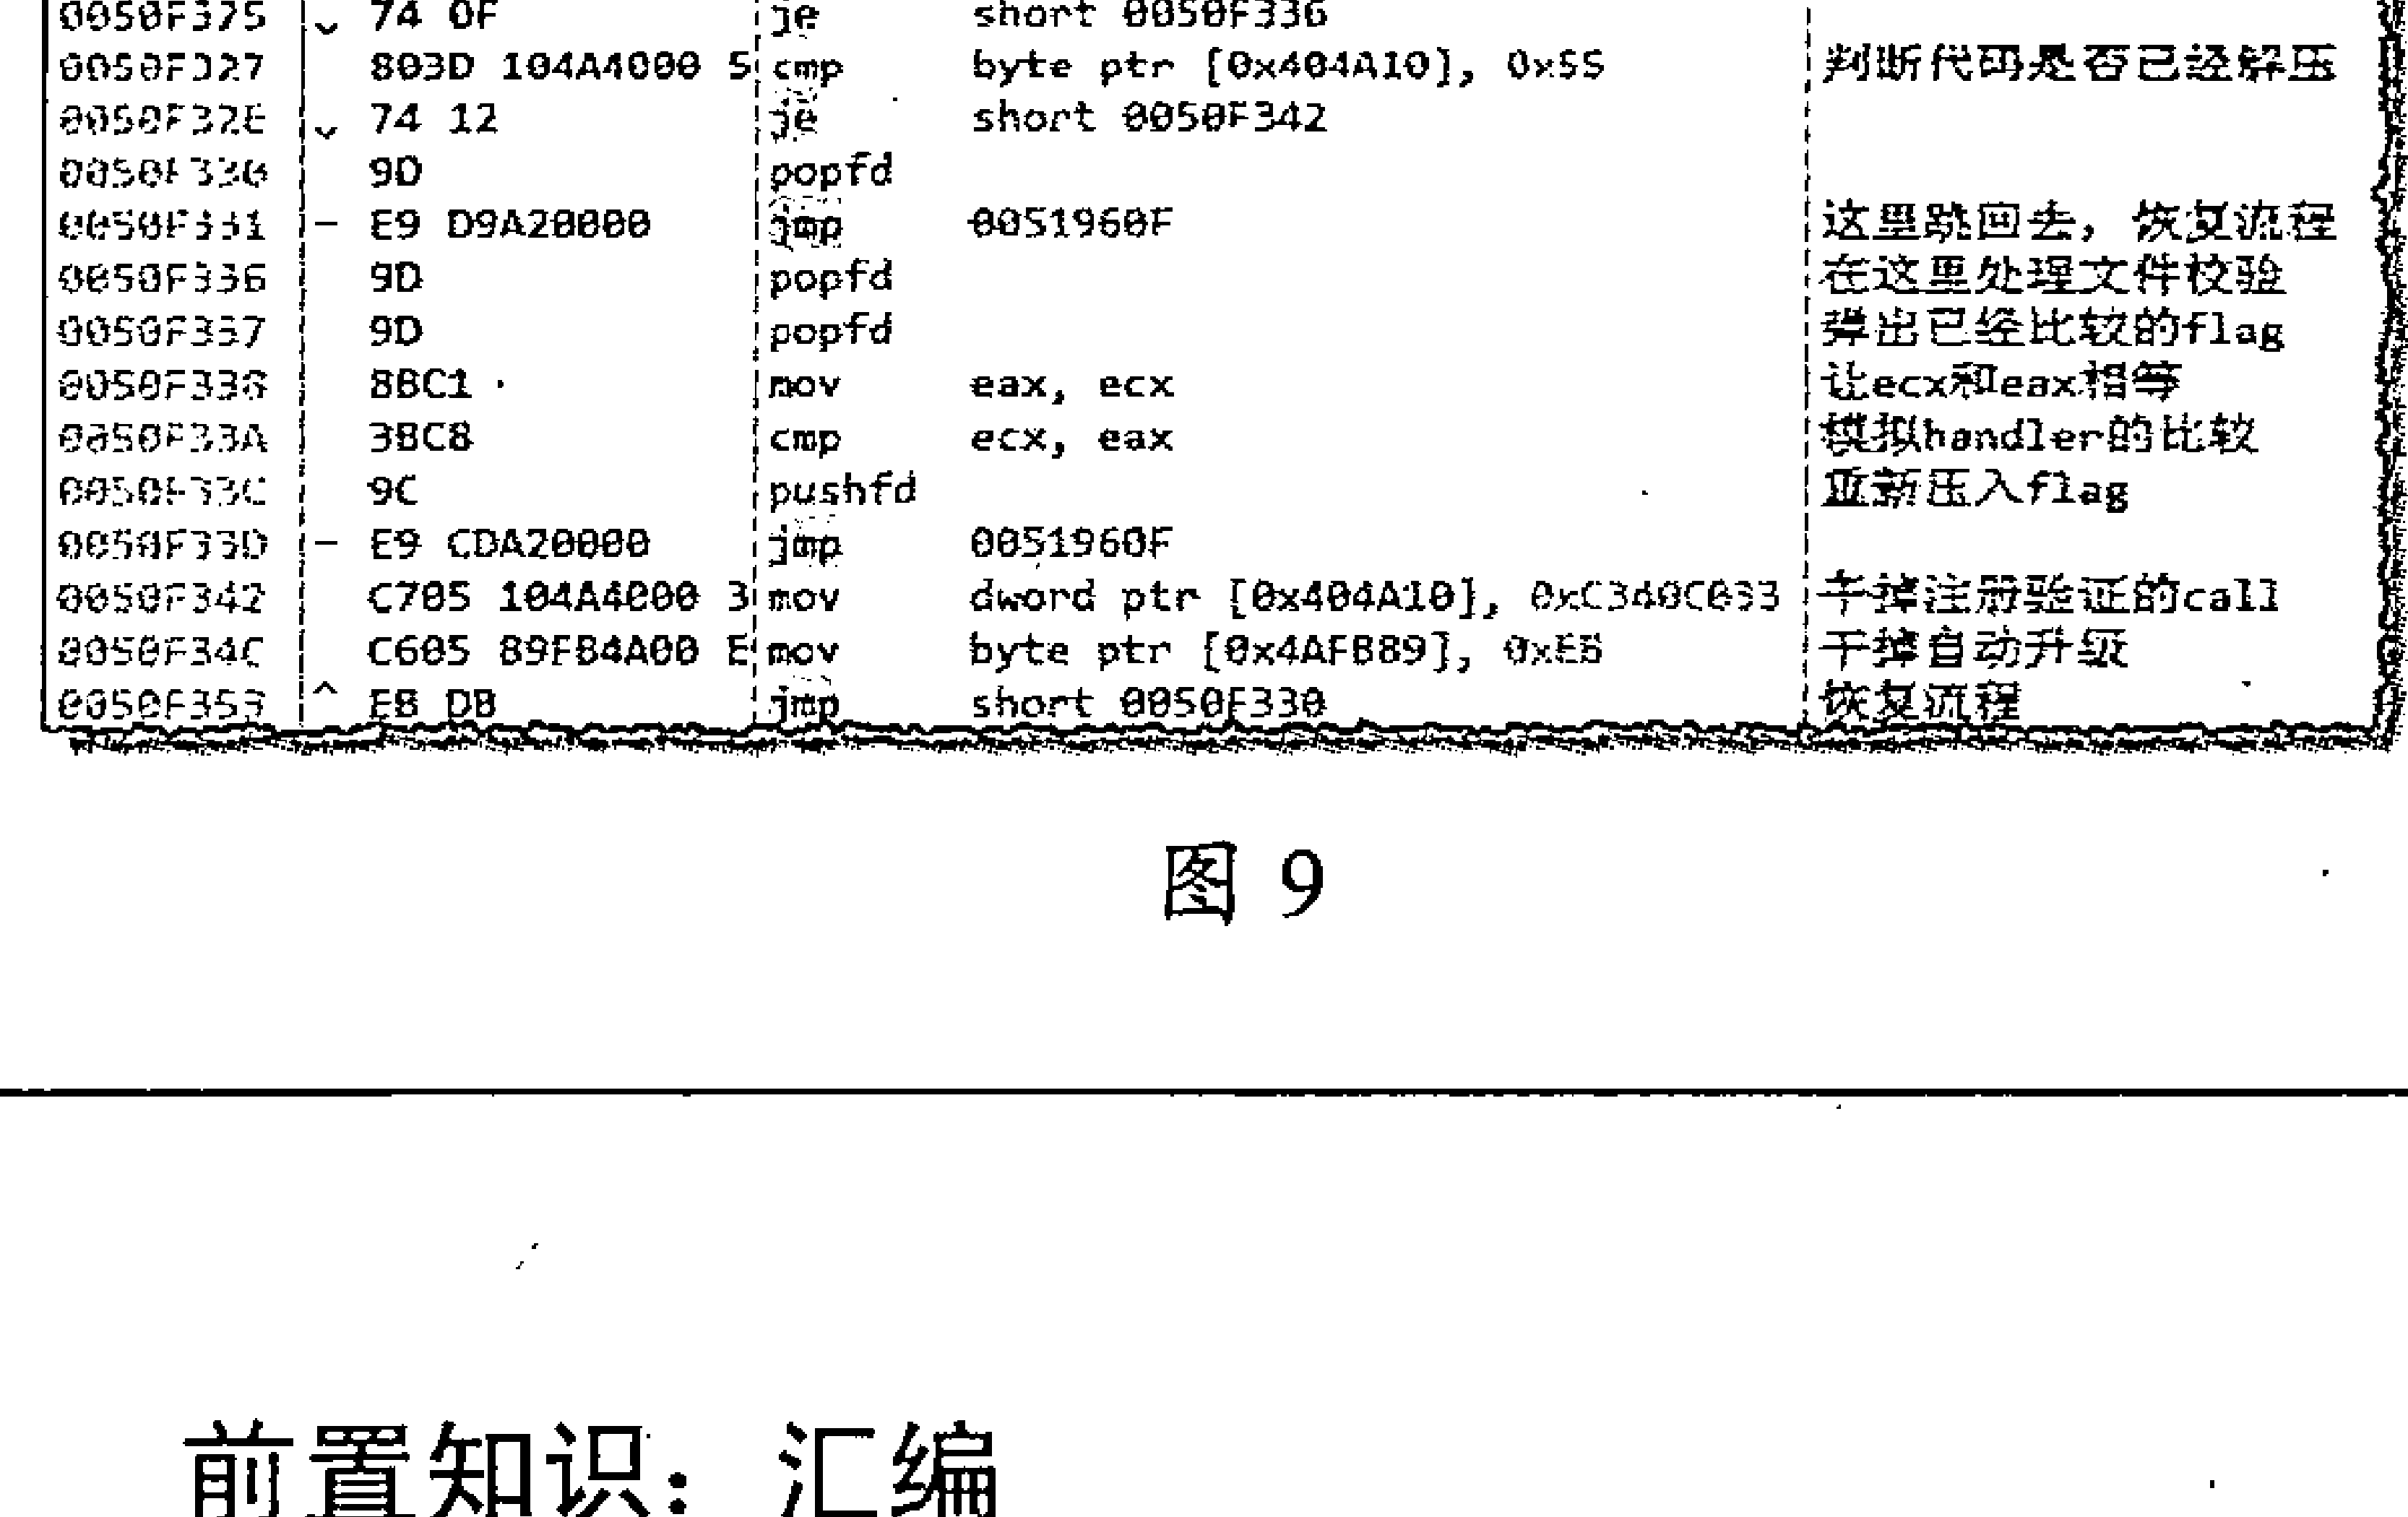 0050F325 74 0F je short 0050F336
0050F327 803D 104A4000 5 cmp byte ptr [0x404A10], 0x55 判断代码是否已经解压
0050F32E 74 12 je short 0050F342
0050F330 9D popfd
0050F331 - E9 D9A20000 jmp 0051960F 这里跳回去，恢复流程
0050F336 9D popfd 在这里处理文件校验
0050F337 9D popfd 弹出已经比较的flag
0050F338 8BC1 mov eax, ecx 让ecx和eax相等
0050F33A 3BC8 cmp ecx, eax 模拟handler的比较
0050F33C 9C pushfd 重新压入flag
0050F33D - E9 CDA20000 jmp 0051960F
0050F342 C705 104A4000 3 mov dword ptr [0x404A10], 0xC340C033 干掉注册验证的call
0050F34C C605 89FB4A00 E mov byte ptr [0x4AFB89], 0xEB 干掉自动升级
0050F353 ^ EB DB jmp short 0050F330 恢复流程
图 9
前置知识：汇编